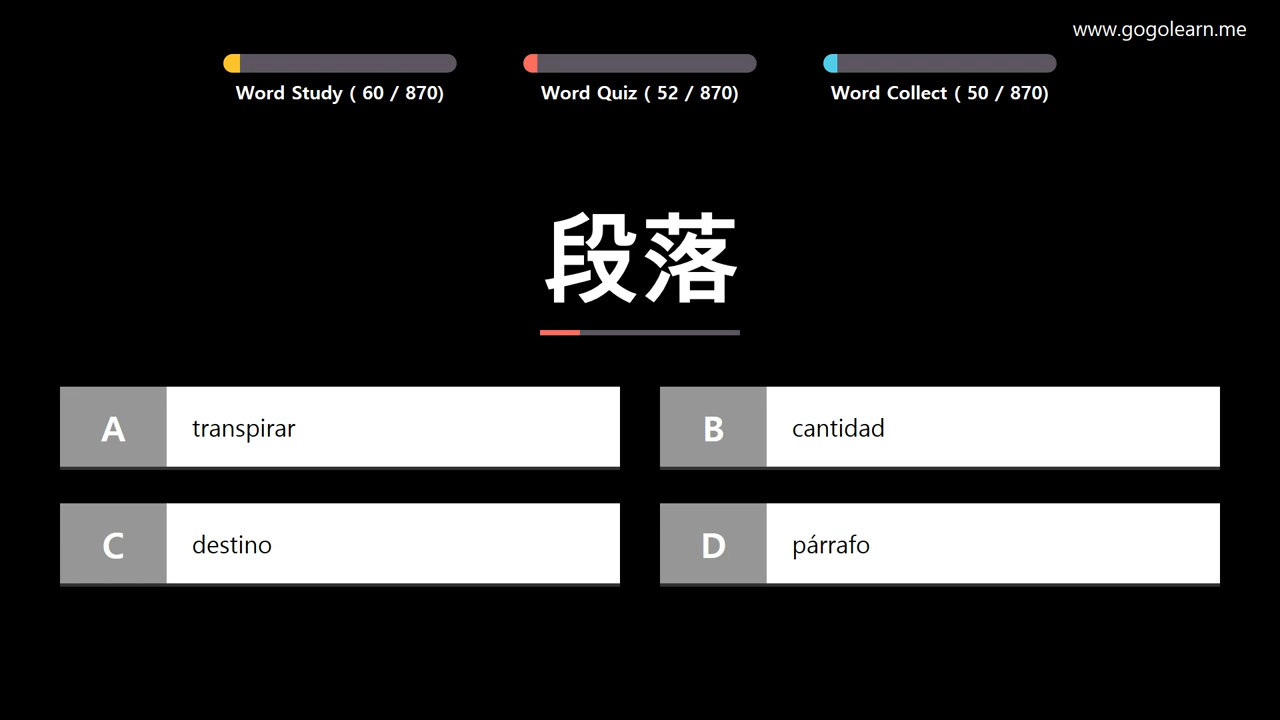 www.gogolearn.me
Word Study ( 60 / 870)
Word Quiz ( 52 / 870)
Word Collect ( 50 / 870)
段落
A transpirar
B cantidad
C destino
D párrafo